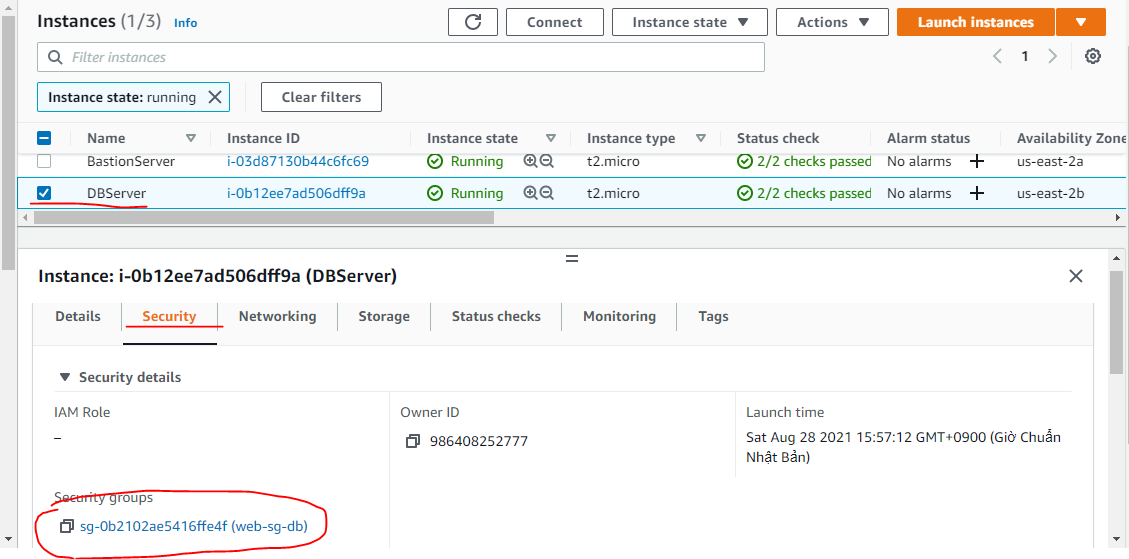 Instances (1/3) Info
Connect
Instance state
Actions
Launch instances
Filter instances
1
Instance state: running
Clear filters
Name Instance ID Instance state Instance type Status check Alarm status Availability Zone
BastionServer i-03d87130b44c6fc69 Running t2.micro 2/2 checks passed No alarms us-east-2a
DBServer i-0b12ee7ad506dff9a Running t2.micro 2/2 checks passed No alarms us-east-2b
Instance: i-0b12ee7ad506dff9a (DBServer)
Details Security Networking Storage Status checks Monitoring Tags
Security details
IAM Role
–
Owner ID
986408252777
Launch time
Sat Aug 28 2021 15:57:12 GMT+0900 (Giờ Chuẩn
Nhật Bản)
Security groups
sg-0b2102ae5416ffe4f (web-sg-db)